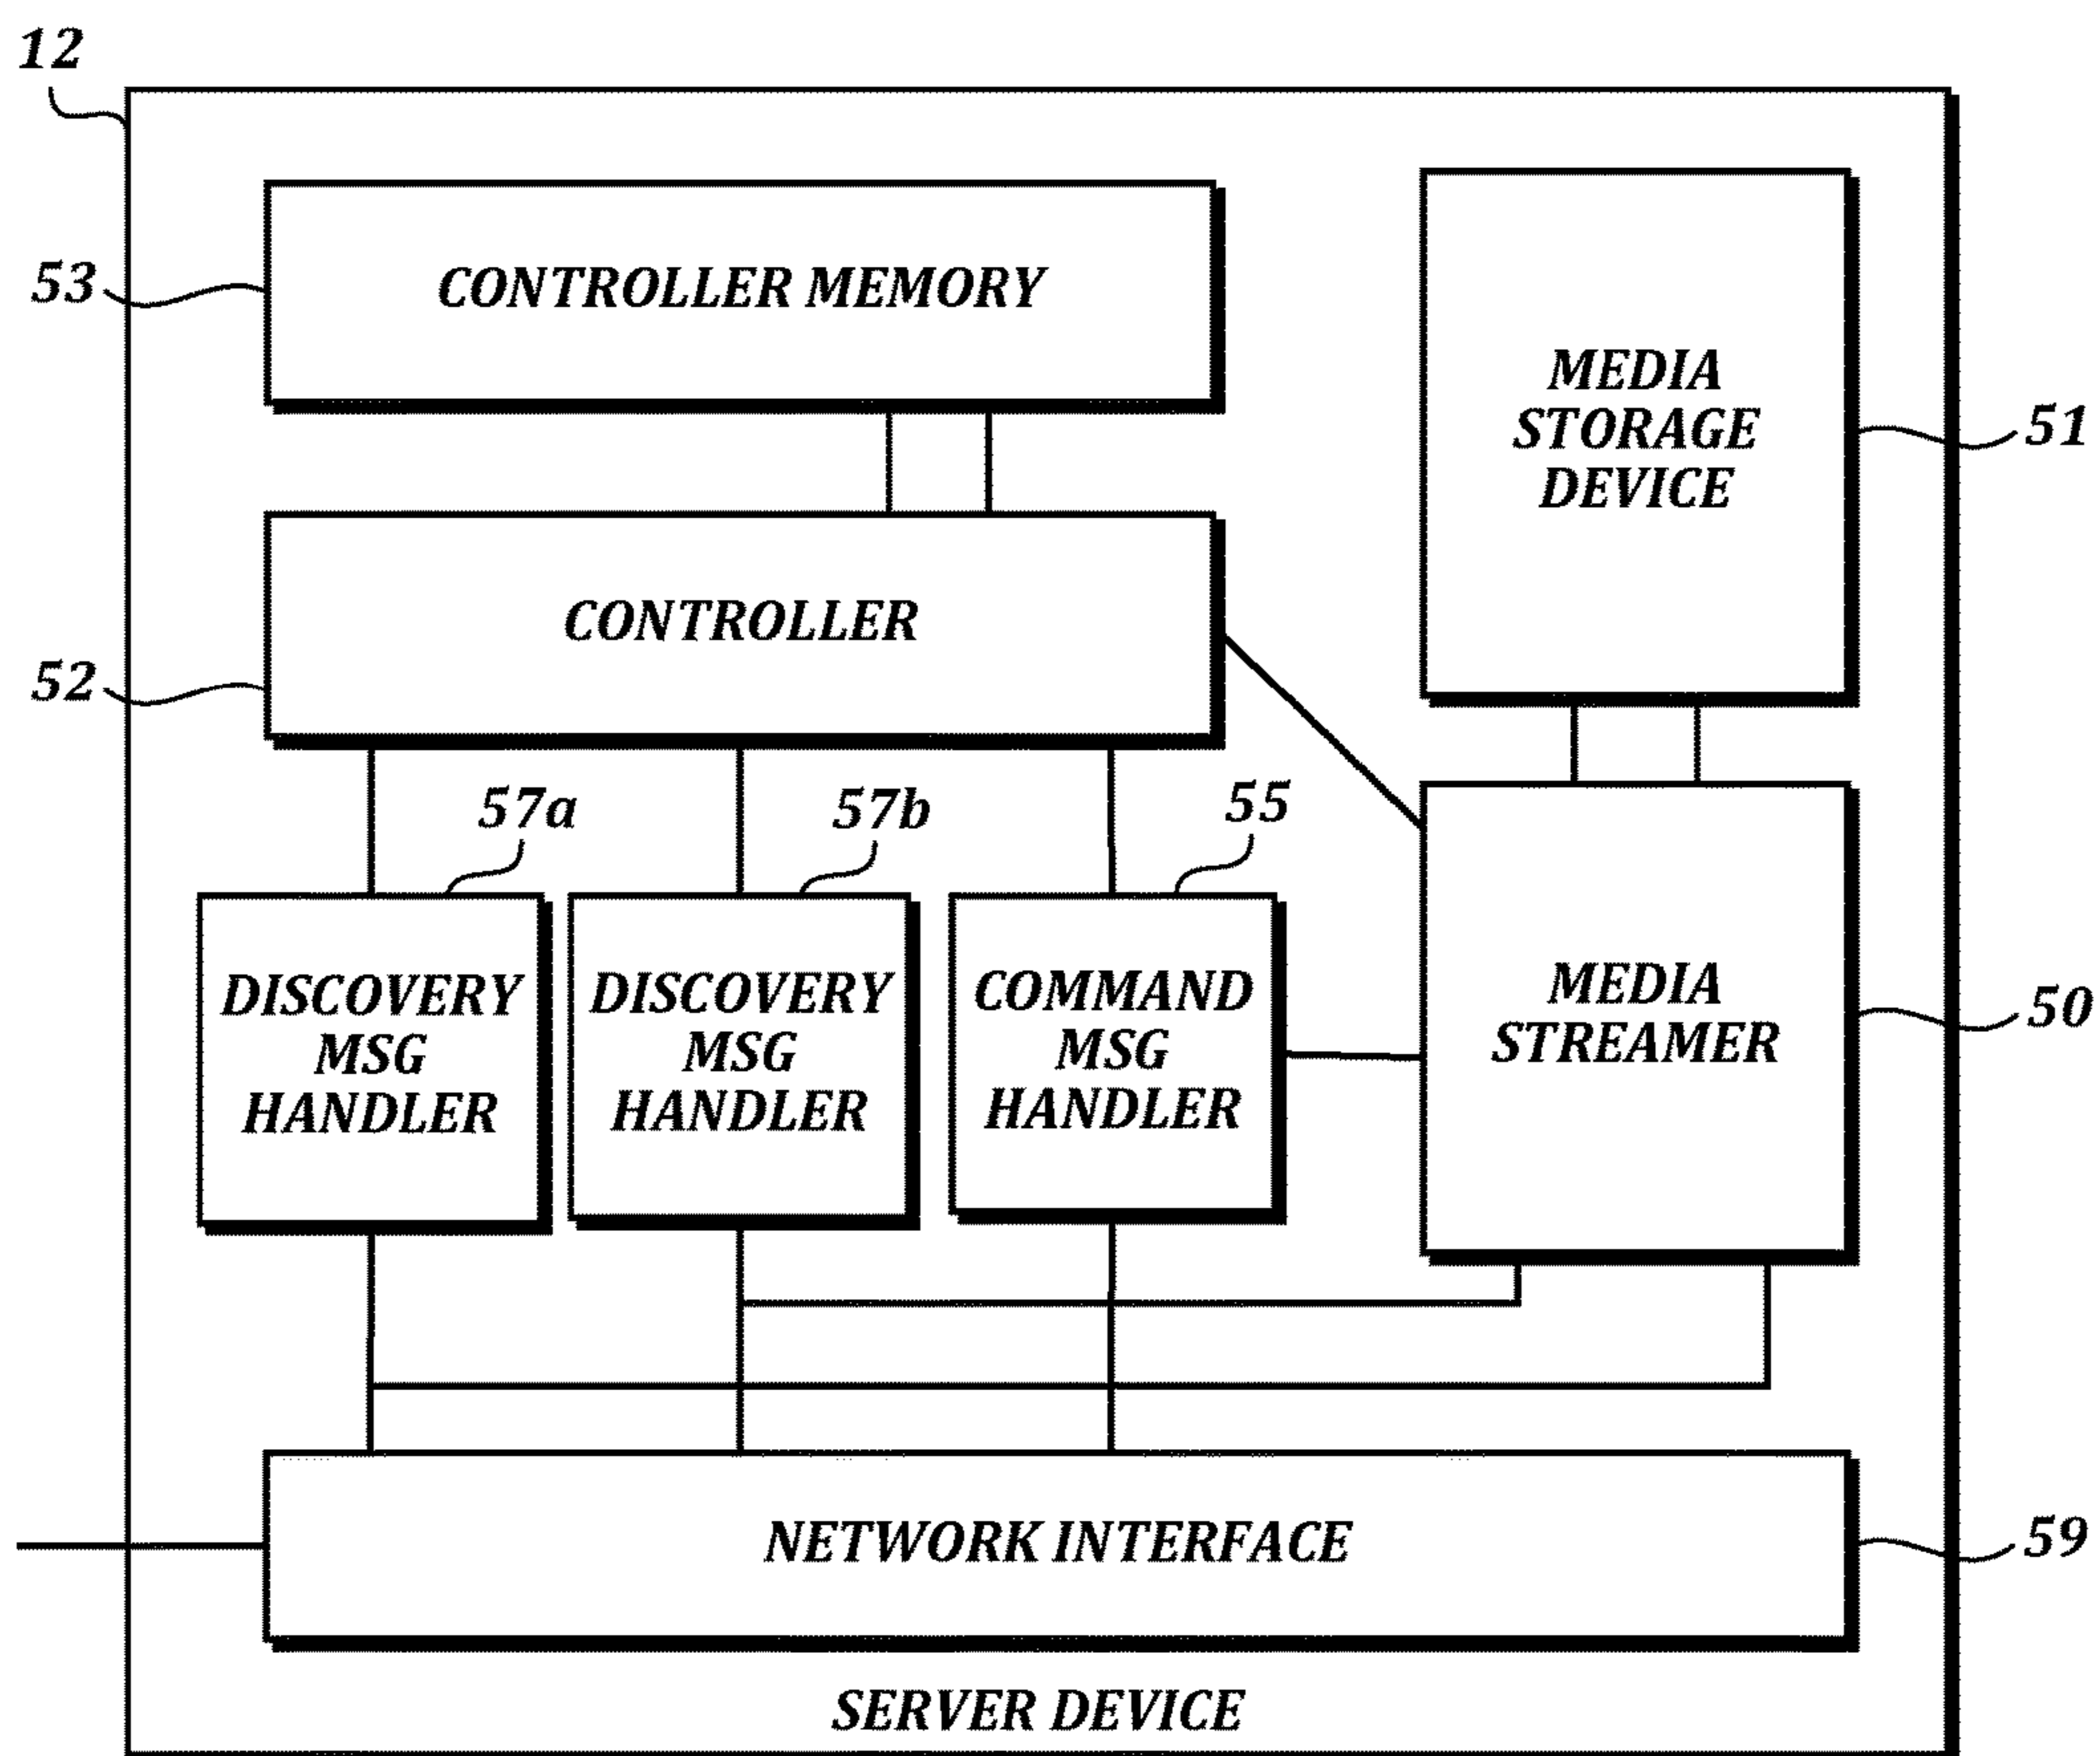 12
53
CONTROLLER MEMORY
MEDIA
STORAGE
DEVICE
51
CONTROLLER
52
57a
57b
55
DISCOVERY
MSG
HANDLER
DISCOVERY
MSG
HANDLER
COMMAND
MSG
HANDLER
MEDIA
STREAMER
50
NETWORK INTERFACE
59
SERVER DEVICE